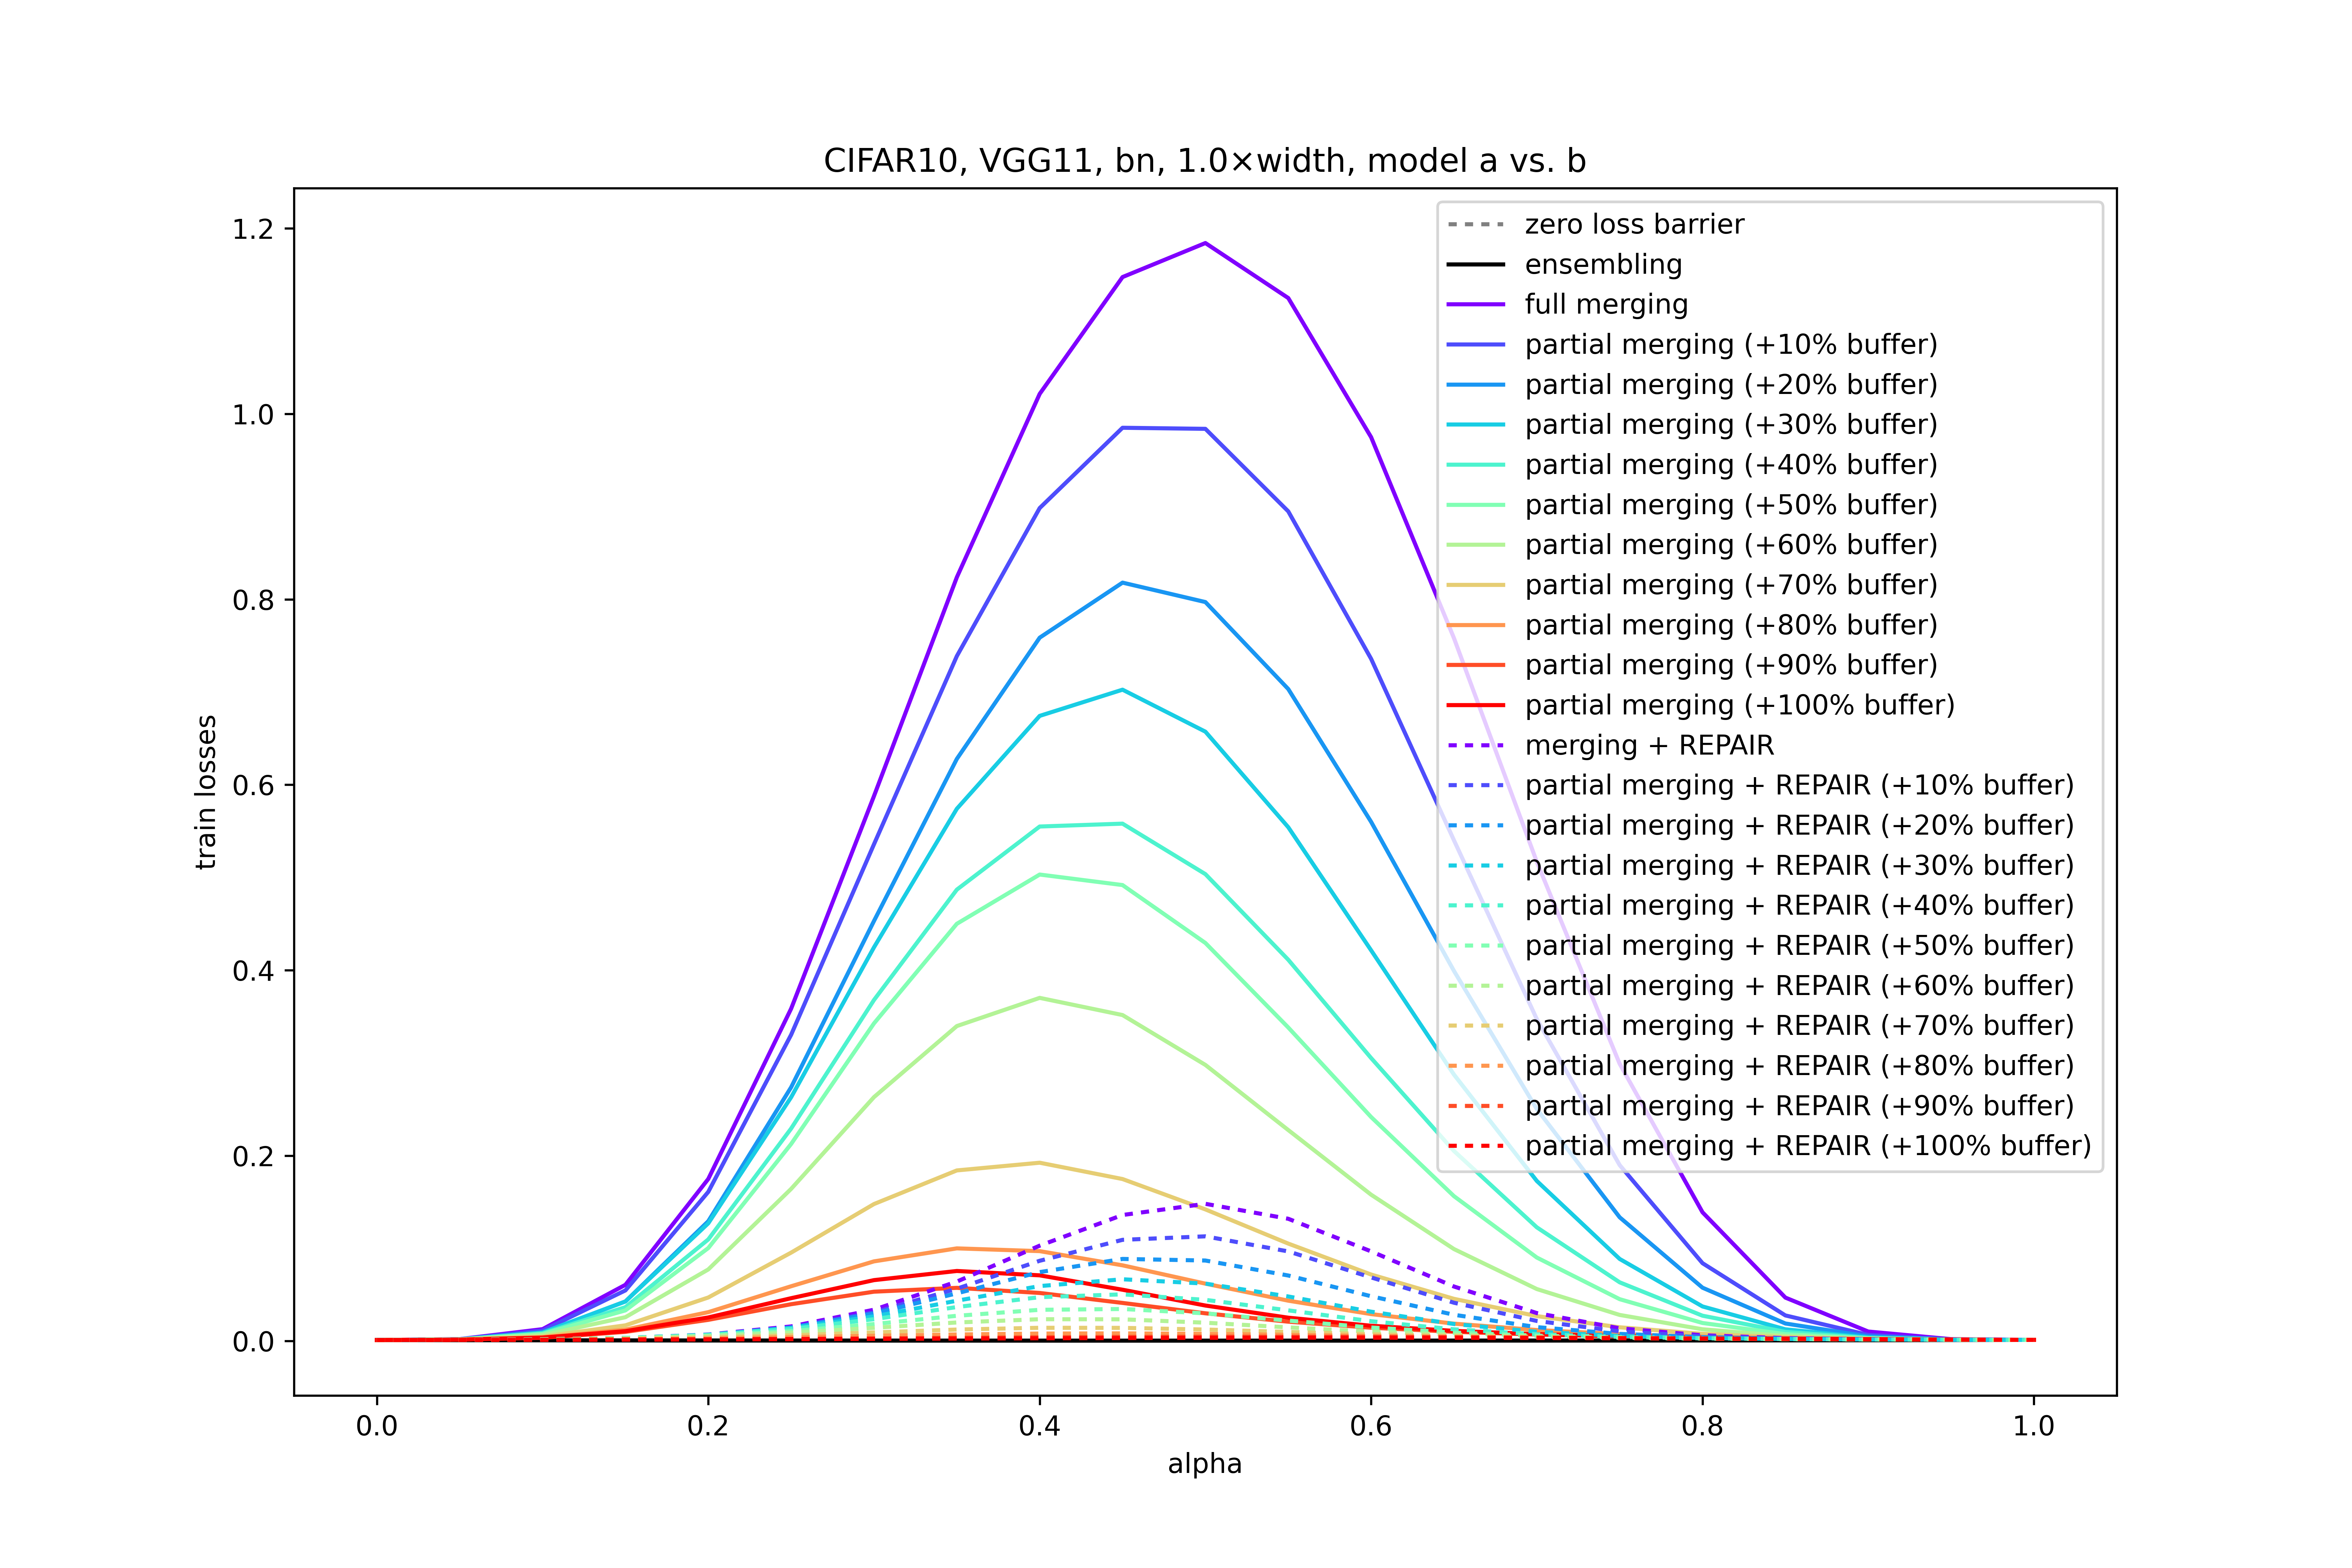 CIFAR10, VGG11, bn, 1.0×width, model a vs. b
train losses
1.2
1.0
0.8
0.6
0.4
0.2
0.0
zero loss barrier
ensembling
full merging
partial merging (+10% buffer)
partial merging (+20% buffer)
partial merging (+30% buffer)
partial merging (+40% buffer)
partial merging (+50% buffer)
partial merging (+60% buffer)
partial merging (+70% buffer)
partial merging (+80% buffer)
partial merging (+90% buffer)
partial merging (+100% buffer)
merging + REPAIR
partial merging + REPAIR (+10% buffer)
partial merging + REPAIR (+20% buffer)
partial merging + REPAIR (+30% buffer)
partial merging + REPAIR (+40% buffer)
partial merging + REPAIR (+50% buffer)
partial merging + REPAIR (+60% buffer)
partial merging + REPAIR (+70% buffer)
partial merging + REPAIR (+80% buffer)
partial merging + REPAIR (+90% buffer)
partial merging + REPAIR (+100% buffer)
0.0 0.2 0.4 0.6 0.8 1.0
alpha